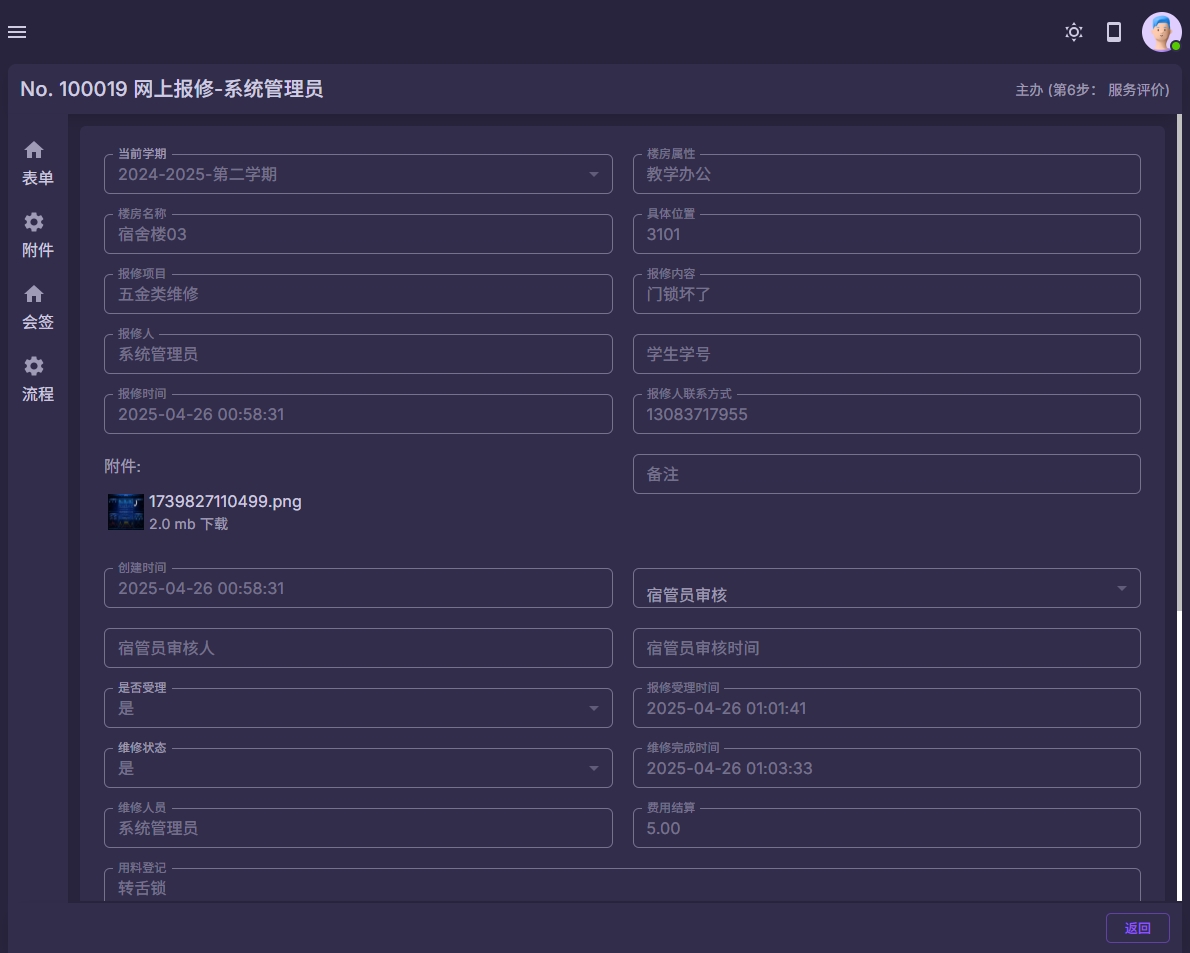 No. 100019 网上报修-系统管理员
主办 (第6步： 服务评价)
表单
附件
会签
流程
当前学期
2024-2025-第二学期
楼房属性
教学办公
楼房名称
宿舍楼03
具体位置
3101
报修项目
五金类维修
报修内容
门锁坏了
报修人
系统管理员
学生学号
报修时间
2025-04-26 00:58:31
报修人联系方式
13083717955
附件:
1739827110499.png
2.0 mb 下载
备注
创建时间
2025-04-26 00:58:31
宿管员审核
宿管员审核人
宿管员审核时间
是否受理
是
报修受理时间
2025-04-26 01:01:41
维修状态
是
维修完成时间
2025-04-26 01:03:33
维修人员
系统管理员
费用结算
5.00
用料登记
转舌锁
返回